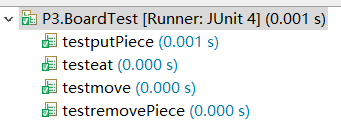 P3.BoardTest [Runner: JUnit 4] (0.001 s)
testputPiece (0.001 s)
testeat (0.000 s)
testmove (0.000 s)
testremovePiece (0.000 s)